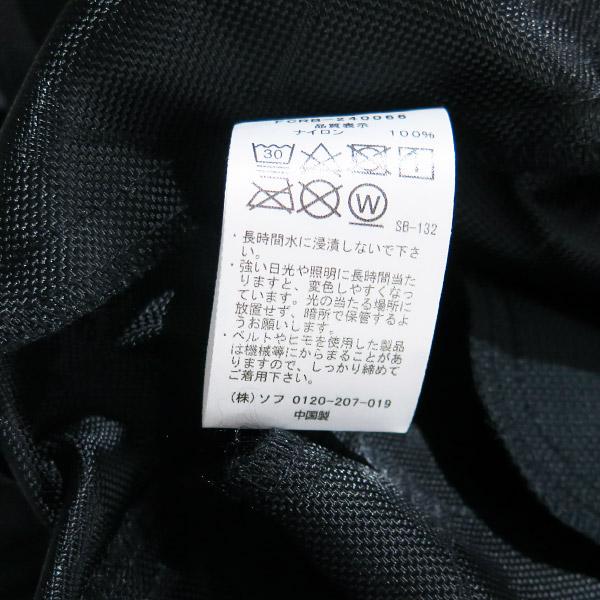 FCRB-240066
品質表示
ナイロン 100%
30
W
SB-132
・長時間水に浸漬しないで下さ
い。
・強い日光や照明に長時間当た
りますと、変色しやすくなっ
ています。光の当たる場所に
放置せず、暗所で保管するよ
うお願いします。
・ベルトやヒモを使用した製品
は機械等にからまることがあ
りますので、しっかり締めて
ご着用下さい。
(株)ソフ 0120-207-019
中国製